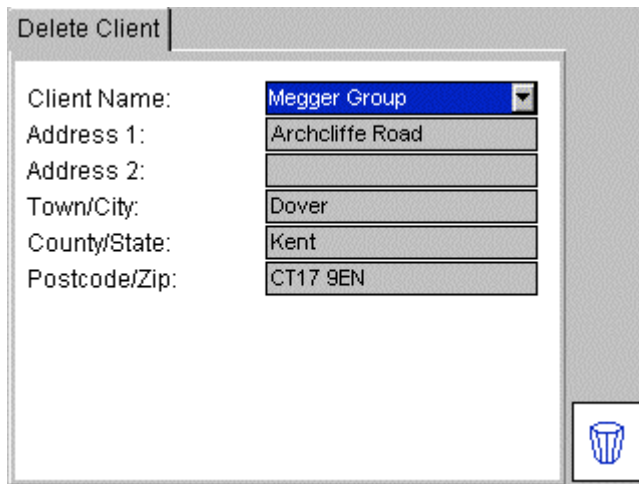 Delete Client
Client Name: Megger Group
Address 1: Archcliffe Road
Address 2:
Town/City: Dover
County/State: Kent
Postcode/Zip: CT17 9EN